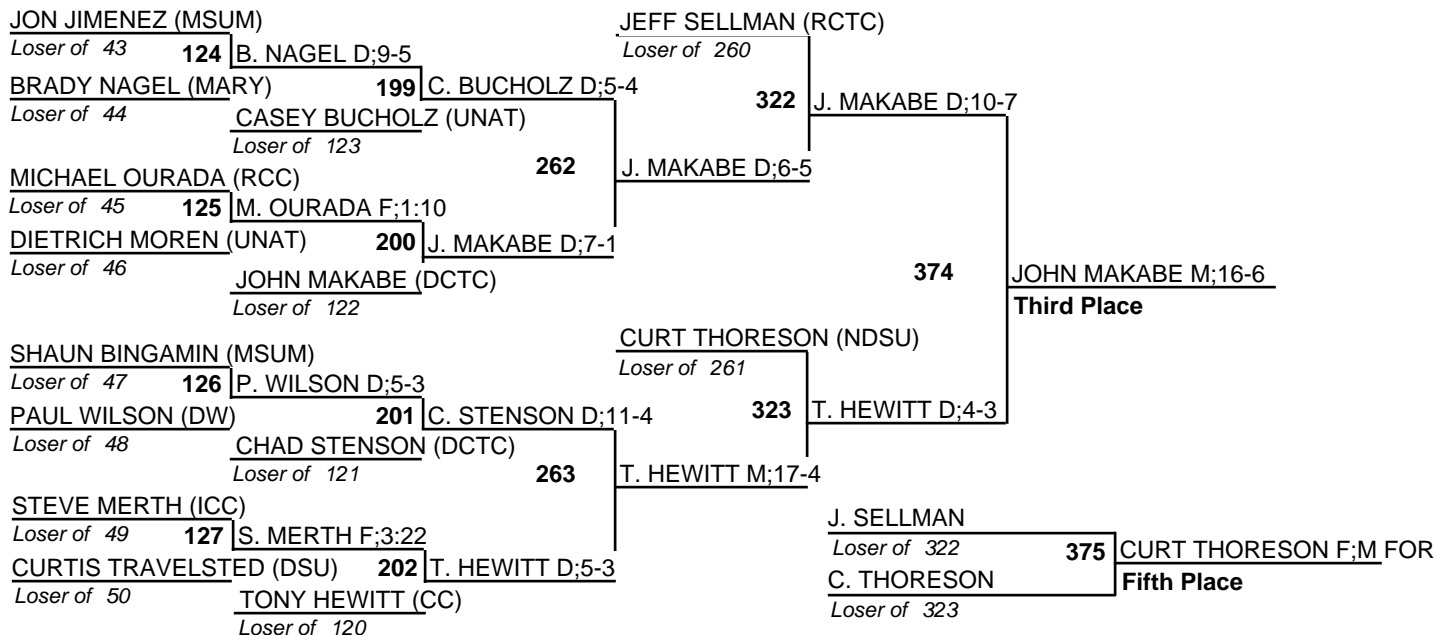 JON JIMENEZ (MSUM)
Loser of 43
124
B. NAGEL D;9-5
BRADY NAGEL (MARY)
Loser of 44
199
C. BUCHOLZ D;5-4
CASEY BUCHOLZ (UNAT)
Loser of 123
262
MICHAEL OURADA (RCC)
Loser of 45
125
M. OURADA F;1:10
DIETRICH MOREN (UNAT)
Loser of 46
200
J. MAKABE D;7-1
JOHN MAKABE (DCTC)
Loser of 122
SHAUN BINGAMIN (MSUM)
Loser of 47
126
P. WILSON D;5-3
PAUL WILSON (DW)
Loser of 48
201
C. STENSON D;11-4
CHAD STENSON (DCTC)
Loser of 121
263
STEVE MERTH (ICC)
Loser of 49
127
S. MERTH F;3:22
CURTIS TRAVELSTED (DSU)
Loser of 50
202
T. HEWITT D;5-3
TONY HEWITT (CC)
Loser of 120
JEFF SELLMAN (RCTC)
Loser of 260
322
J. MAKABE D;10-7
J. MAKABE D;6-5
374
JOHN MAKABE M;16-6
Third Place
CURT THORESON (NDSU)
Loser of 261
323
T. HEWITT D;4-3
T. HEWITT M;17-4
J. SELLMAN
Loser of 322
375
CURT THORESON F;M FOR
C. THORESON
Fifth Place
Loser of 323